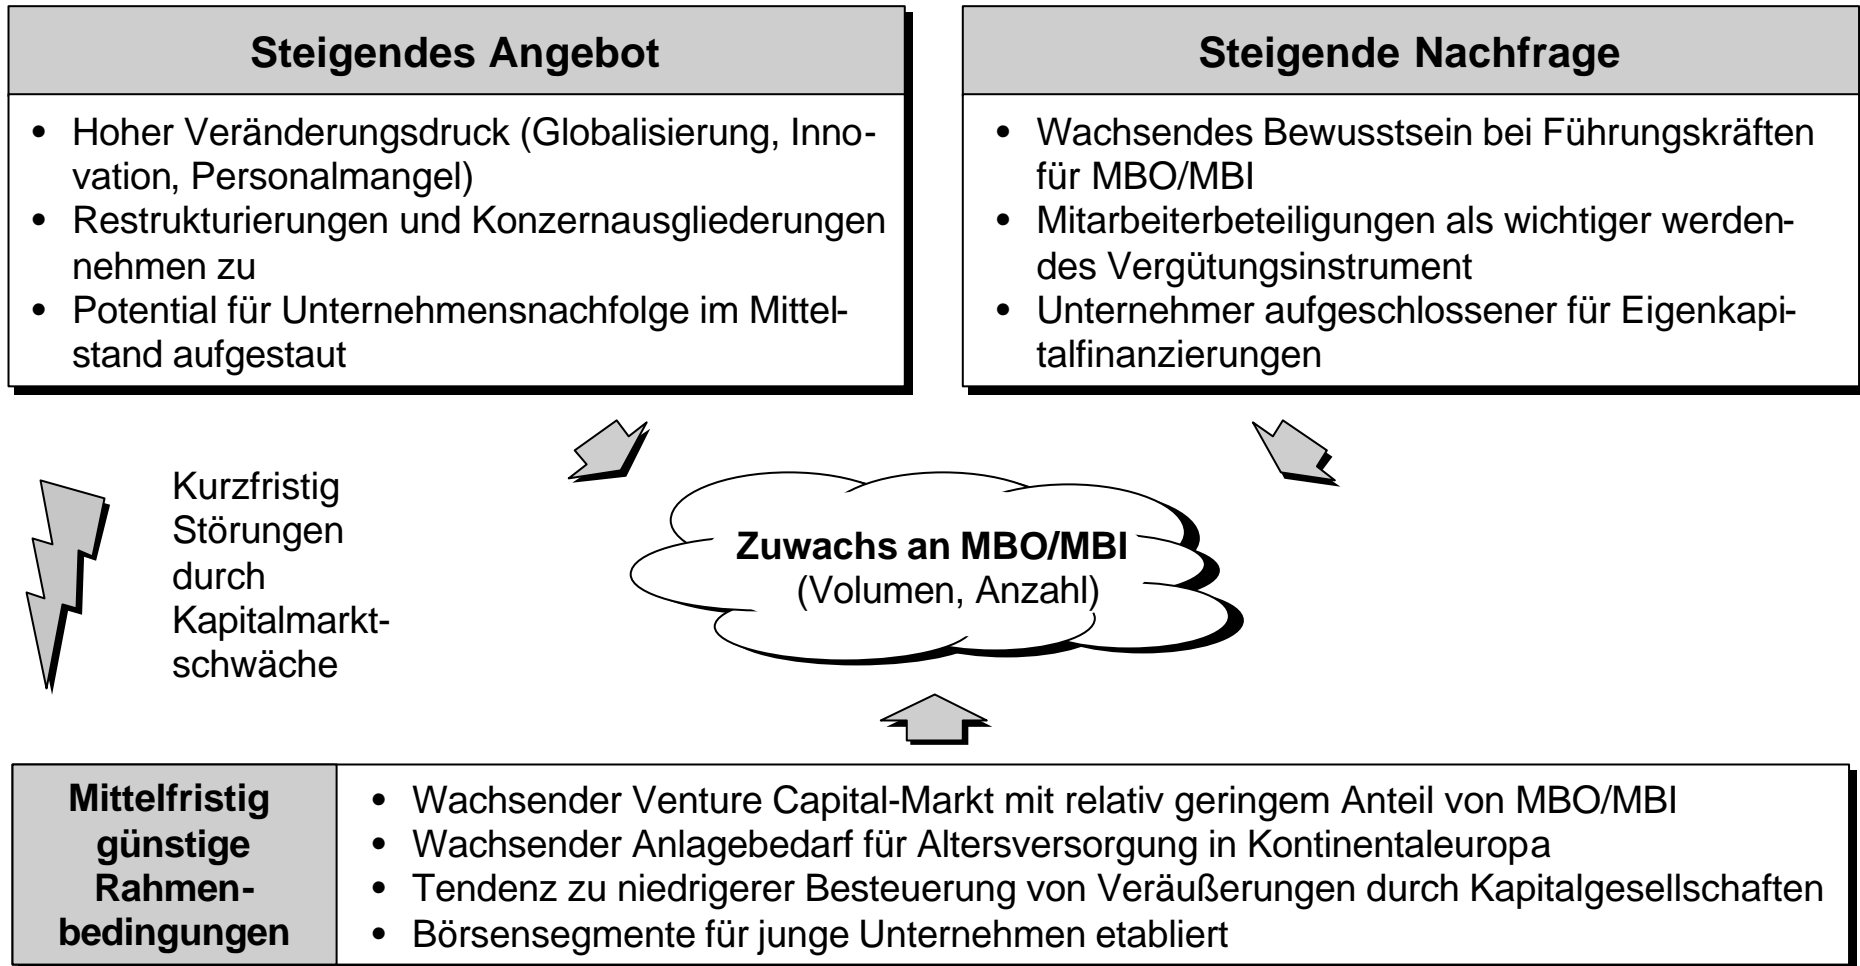 Steigendes Angebot
• Hoher Veränderungsdruck (Globalisierung, Inno-
vation, Personalmangel)
• Restrukturierungen und Konzernausgliederungen
nehmen zu
• Potential für Unternehmensnachfolge im Mittel-
stand aufgestaut
Steigende Nachfrage
• Wachsendes Bewusstsein bei Führungskräften
für MBO/MBI
• Mitarbeiterbeteiligungen als wichtiger werden-
des Vergütungsinstrument
• Unternehmer aufgeschlossener für Eigenkapi-
talfinanzierungen
Kurzfristig
Störungen
durch
Kapitalmarkt-
schwäche
Zuwachs an MBO/MBI
(Volumen, Anzahl)
Mittelfristig
günstige
Rahmen-
bedingungen
• Wachsender Venture Capital-Markt mit relativ geringem Anteil von MBO/MBI
• Wachsender Anlagebedarf für Altersversorgung in Kontinentaleuropa
• Tendenz zu niedrigerer Besteuerung von Veräußerungen durch Kapitalgesellschaften
• Börsensegmente für junge Unternehmen etabliert